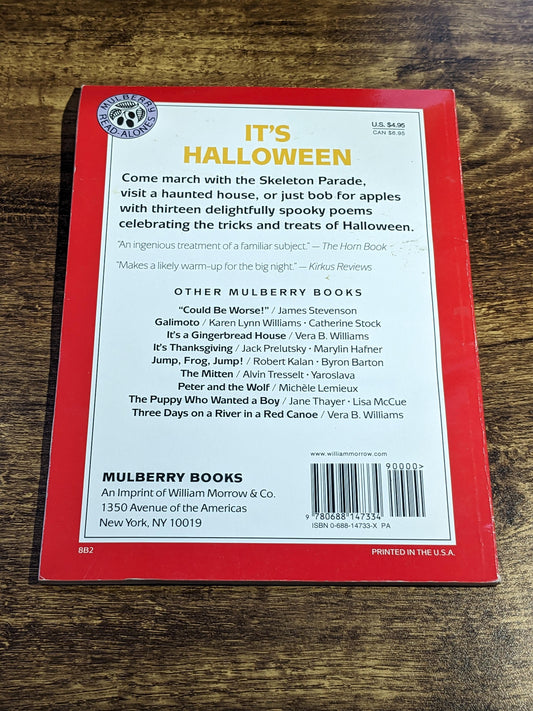 MULBERRY
READ-ALONES
U.S. $4.95
CAN $6.95
IT'S
HALLOWEEN
Come march with the Skeleton Parade,
visit a haunted house, or just bob for apples
with thirteen delightfully spooky poems
celebrating the tricks and treats of Halloween.
"An ingenious treatment of a familiar subject." — The Horn Book
"Makes a likely warm-up for the big night." — Kirkus Reviews
OTHER MULBERRY BOOKS
"Could Be Worse!" / James Stevenson
Galimoto / Karen Lynn Williams • Catherine Stock
It's a Gingerbread House / Vera B. Williams
It's Thanksgiving / Jack Prelutsky • Marylin Hafner
Jump, Frog, Jump! / Robert Kalan • Byron Barton
The Mitten / Alvin Tresselt • Yaroslava
Peter and the Wolf / Michèle Lemieux
The Puppy Who Wanted a Boy / Jane Thayer • Lisa McCue
Three Days on a River in a Red Canoe / Vera B. Williams
www.williammorrow.com
90000>
MULBERRY BOOKS
An Imprint of William Morrow & Co.
1350 Avenue of the Americas
New York, NY 10019
9 780688 147334
ISBN 0-688-14733-X PA
8B2
PRINTED IN THE U.S.A.